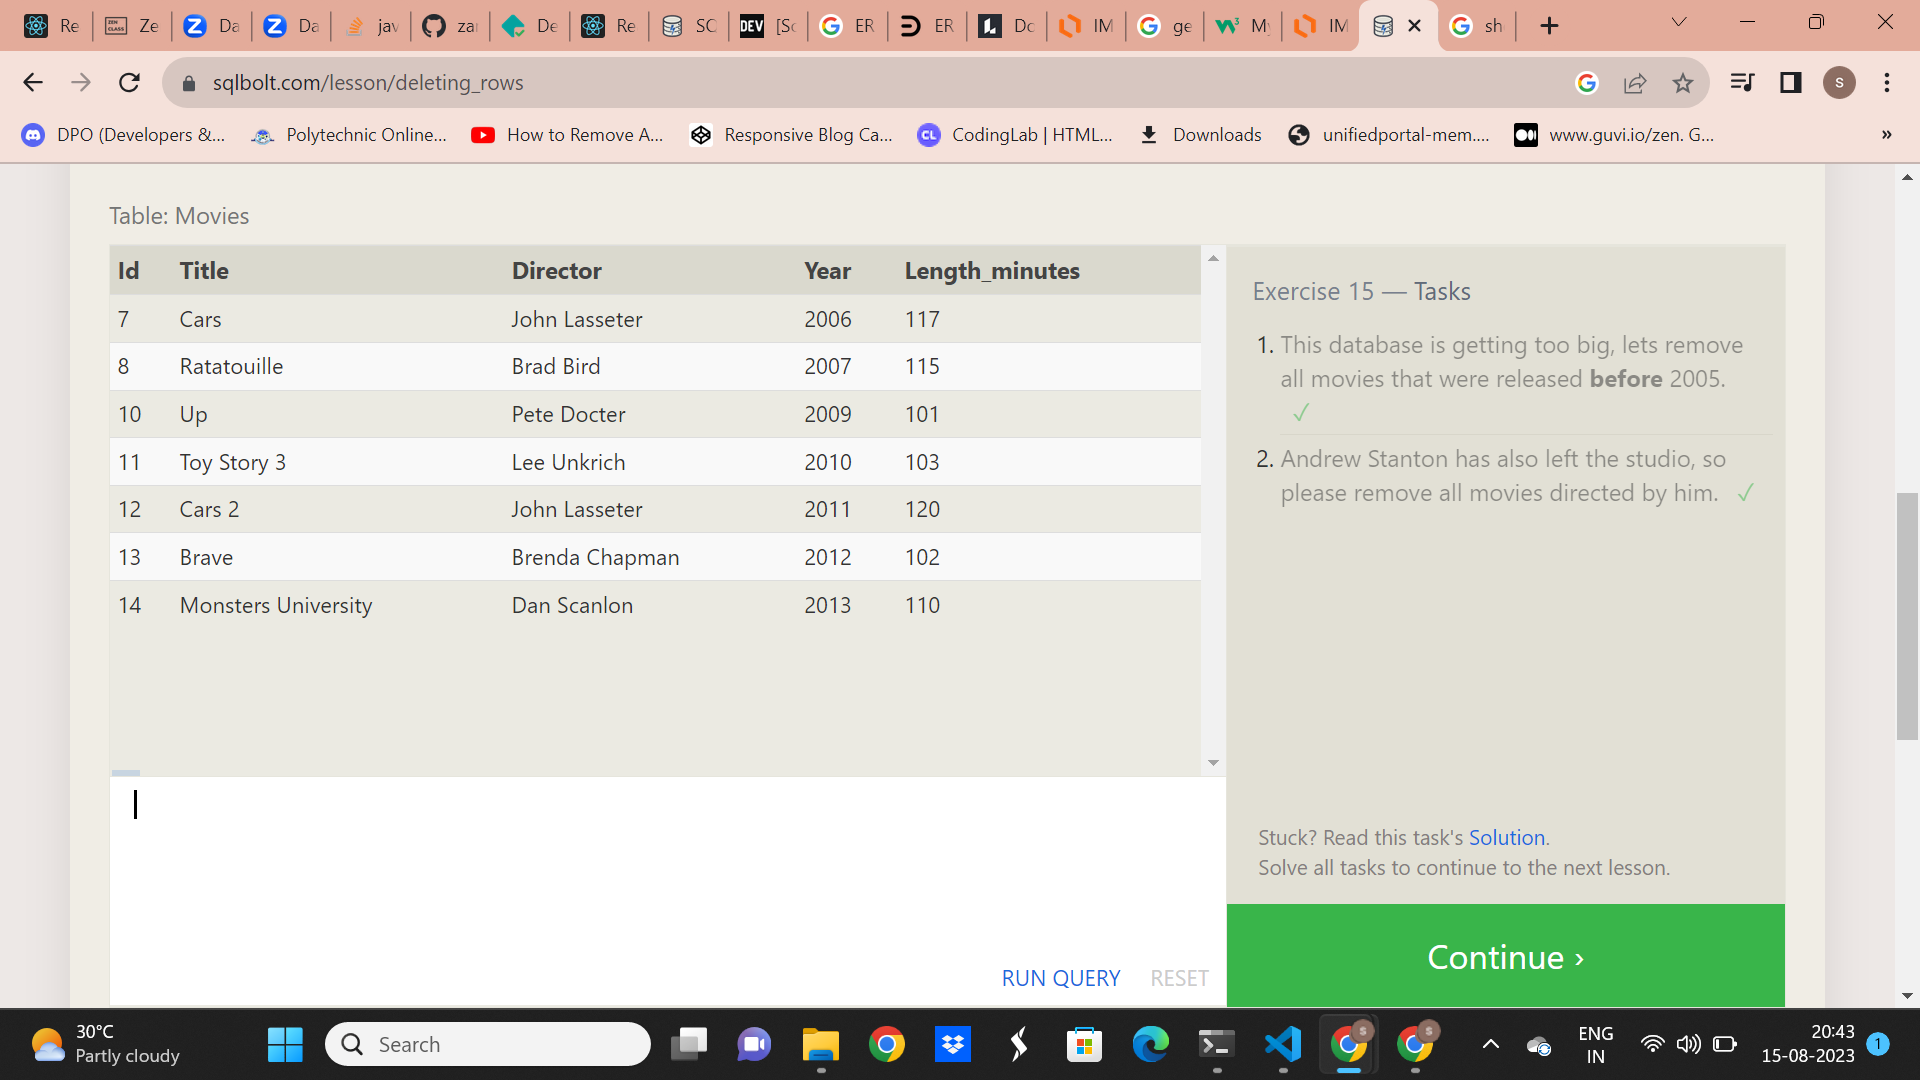 Re
Ze
Da
Da
jav
zar
De
Re
SC
DEV [So
ER
ER
Do
IM
ge
My
IM
sh
sqlbolt.com/lesson/deleting_rows
S
DPO (Developers &...
Polytechnic Online...
How to Remove A...
Responsive Blog Ca...
CL CodingLab | HTML...
Downloads
unifiedportal-mem....
www.guvi.io/zen. G...
»
Table: Movies
Id Title Director Year Length_minutes
7 Cars John Lasseter 2006 117
8 Ratatouille Brad Bird 2007 115
10 Up Pete Docter 2009 101
11 Toy Story 3 Lee Unkrich 2010 103
12 Cars 2 John Lasseter 2011 120
13 Brave Brenda Chapman 2012 102
14 Monsters University Dan Scanlon 2013 110
RUN QUERY RESET
Exercise 15 — Tasks
1. This database is getting too big, lets remove
all movies that were released before 2005.
✓
2. Andrew Stanton has also left the studio, so
please remove all movies directed by him. ✓
Stuck? Read this task's Solution.
Solve all tasks to continue to the next lesson.
Continue ›
30°C
Partly cloudy
Search
ENG
IN
20:43
15-08-2023
1